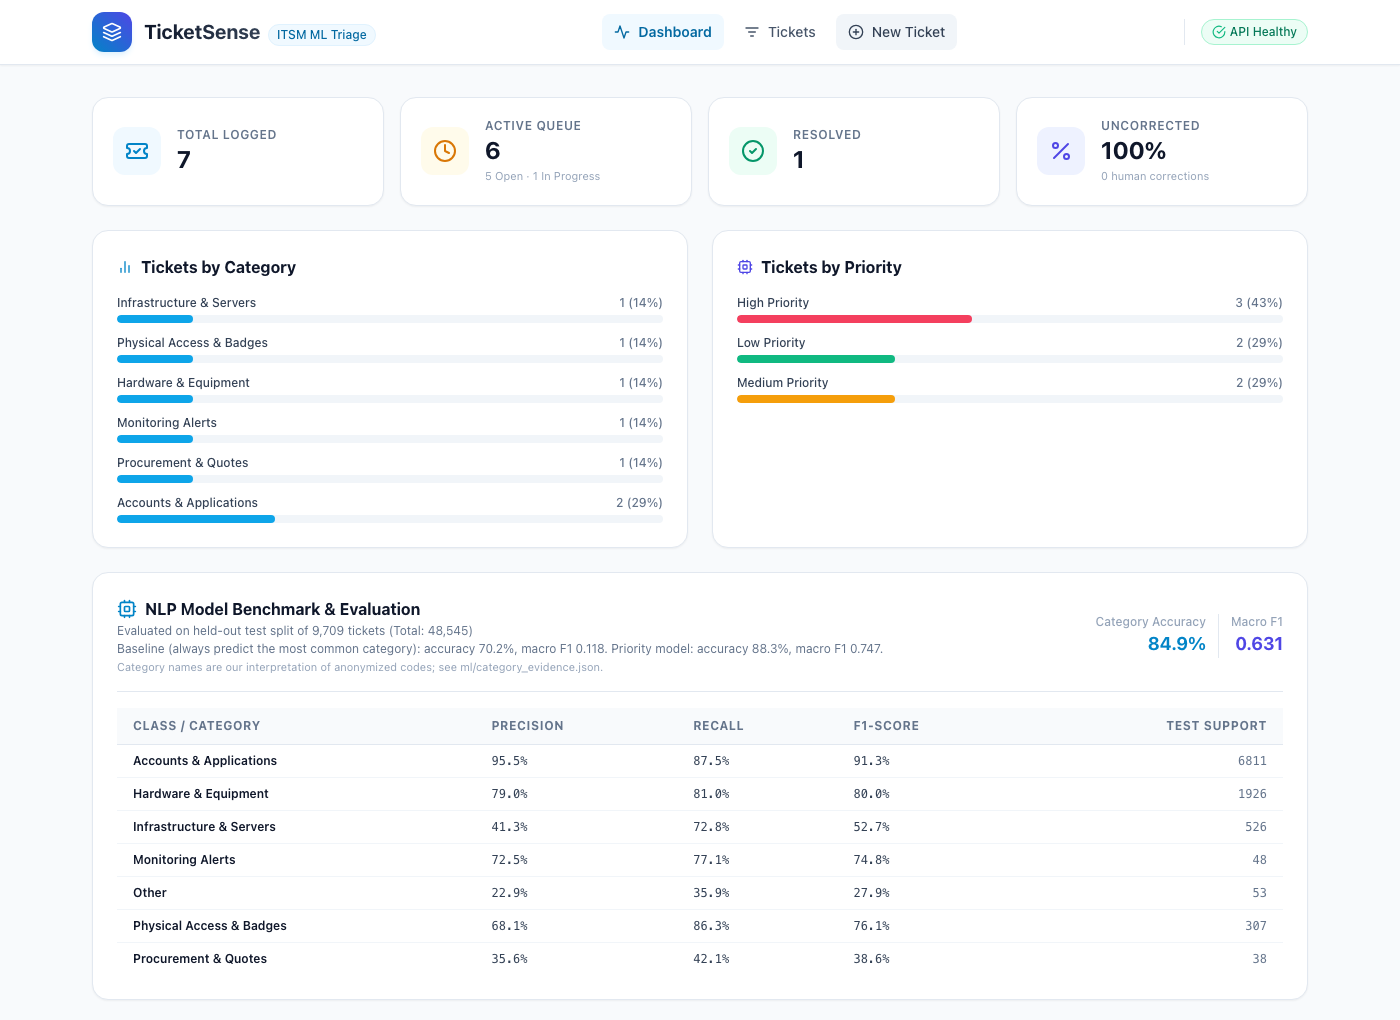 TicketSense ITSM ML Triage Dashboard Tickets New Ticket API Healthy
TOTAL LOGGED
7
ACTIVE QUEUE
6
5 Open · 1 In Progress
RESOLVED
1
UNCORRECTED
100%
0 human corrections
Tickets by Category
Infrastructure & Servers 1 (14%)
Physical Access & Badges 1 (14%)
Hardware & Equipment 1 (14%)
Monitoring Alerts 1 (14%)
Procurement & Quotes 1 (14%)
Accounts & Applications 2 (29%)
Tickets by Priority
High Priority 3 (43%)
Low Priority 2 (29%)
Medium Priority 2 (29%)
NLP Model Benchmark & Evaluation
Evaluated on held-out test split of 9,709 tickets (Total: 48,545)
Baseline (always predict the most common category): accuracy 70.2%, macro F1 0.118. Priority model: accuracy 88.3%, macro F1 0.747.
Category names are our interpretation of anonymized codes; see ml/category_evidence.json.
Category Accuracy
84.9%
Macro F1
0.631
CLASS / CATEGORY PRECISION RECALL F1-SCORE TEST SUPPORT
Accounts & Applications 95.5% 87.5% 91.3% 6811
Hardware & Equipment 79.0% 81.0% 80.0% 1926
Infrastructure & Servers 41.3% 72.8% 52.7% 526
Monitoring Alerts 72.5% 77.1% 74.8% 48
Other 22.9% 35.9% 27.9% 53
Physical Access & Badges 68.1% 86.3% 76.1% 307
Procurement & Quotes 35.6% 42.1% 38.6% 38